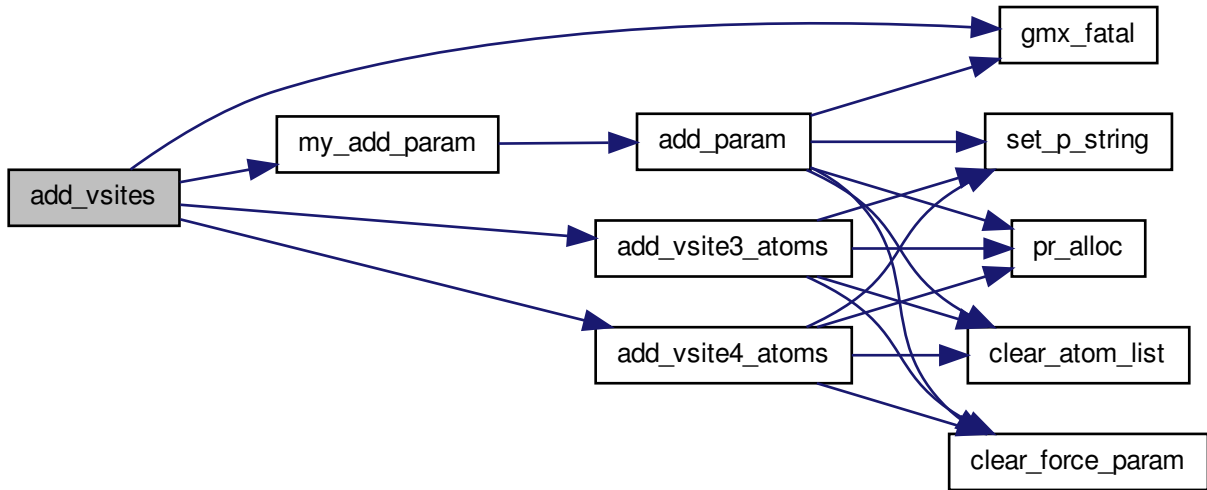 add_vsites
my_add_param
add_param
add_vsite3_atoms
add_vsite4_atoms
gmx_fatal
set_p_string
pr_alloc
clear_atom_list
clear_force_param